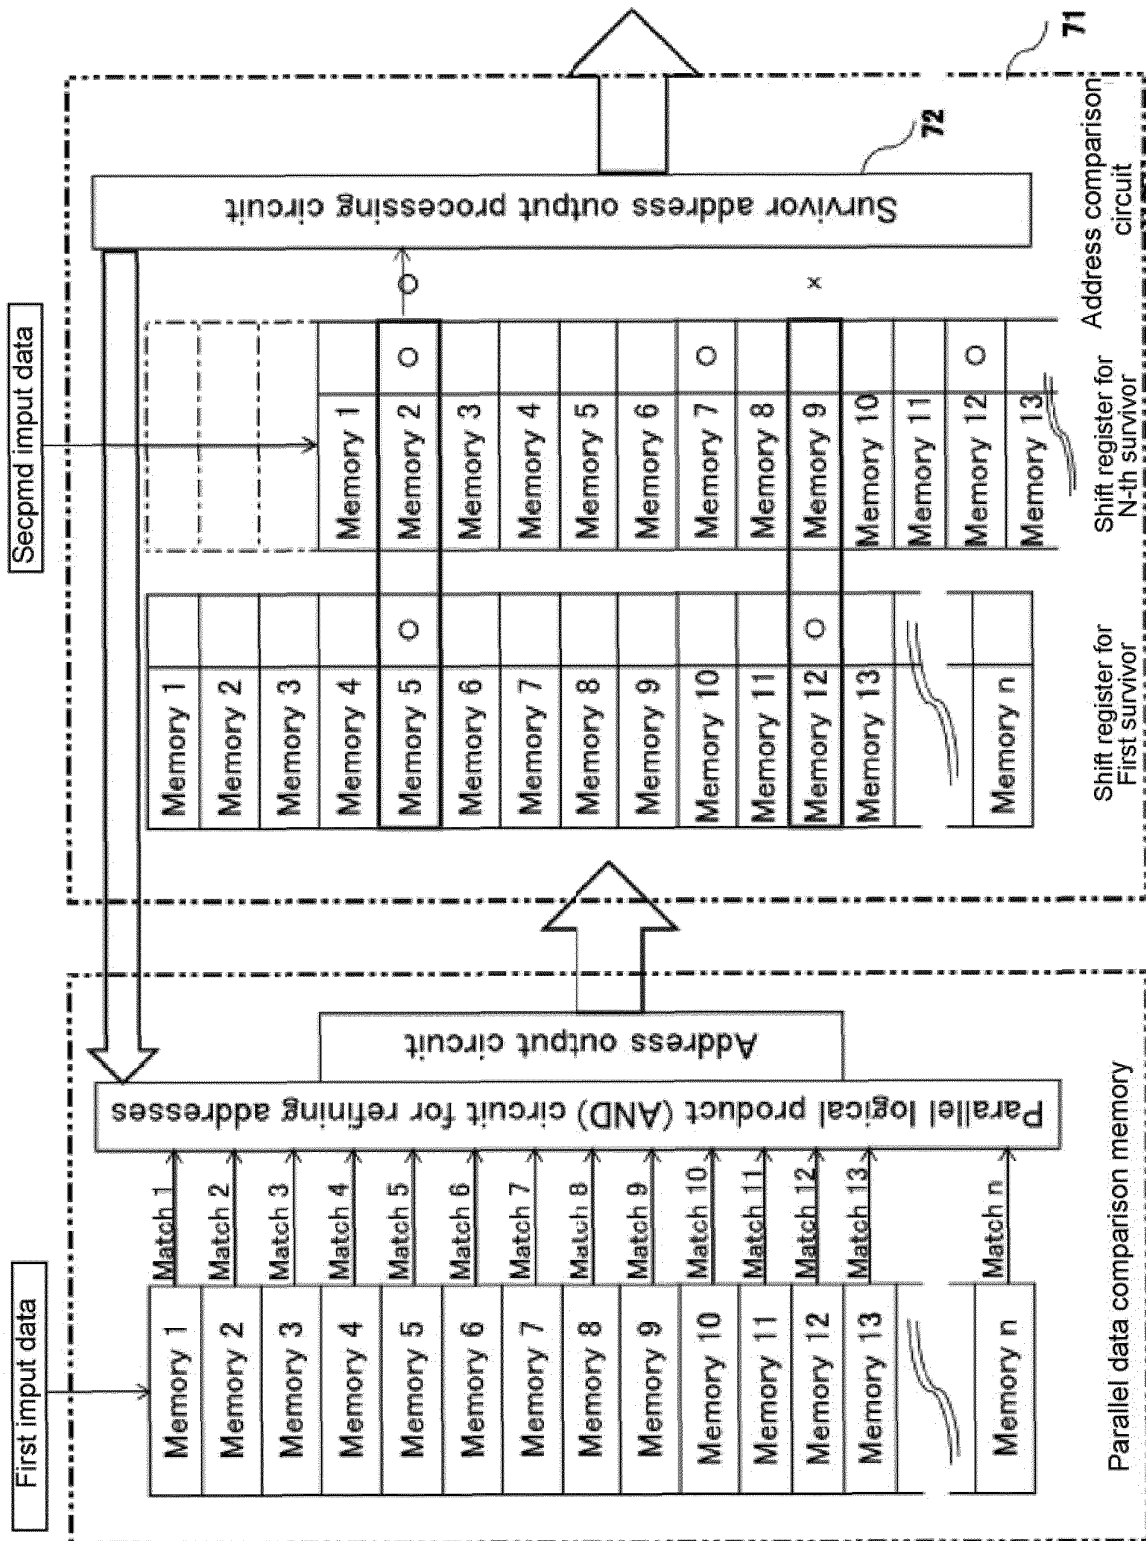 First imput data
Memory 1
Memory 2
Memory 3
Memory 4
Memory 5
Memory 6
Memory 7
Memory 8
Memory 9
Memory 10
Memory 11
Memory 12
Memory 13
Memory n
Match 1
Match 2
Match 3
Match 4
Match 5
Match 6
Match 7
Match 8
Match 9
Match 10
Match 11
Match 12
Match 13
Match n
Parallel logical product (AND) circuit for refining addresses
Address output circuit
Parallel data comparison memory
Secpmd imput data
Memory 1
Memory 2
Memory 3
Memory 4
Memory 5
O
Memory 6
Memory 7
Memory 8
Memory 9
Memory 10
Memory 11
Memory 12
O
Memory 13
Memory n
Shift register for
First survivor
Memory 1
Memory 2
O
O
Memory 3
Memory 4
Memory 5
Memory 6
Memory 7
O
Memory 8
Memory 9
x
Memory 10
Memory 11
Memory 12
O
Memory 13
Shift register for
N-th survivor
Survivor address output processing circuit
72
Address comparison
circuit
71